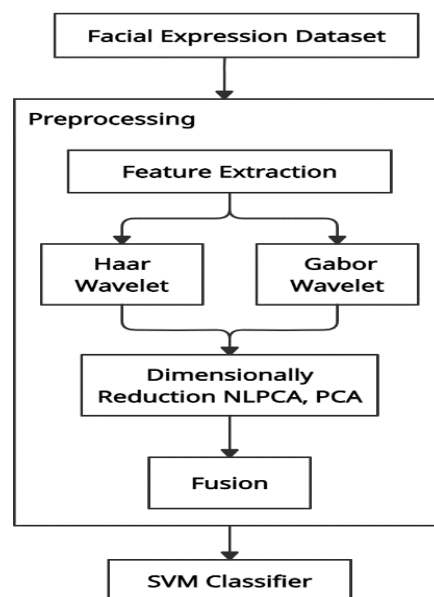 Facial Expression Dataset
Preprocessing
Feature Extraction
Haar
Wavelet
Gabor
Wavelet
Dimensionally
Reduction NLPCA, PCA
Fusion
SVM Classifier